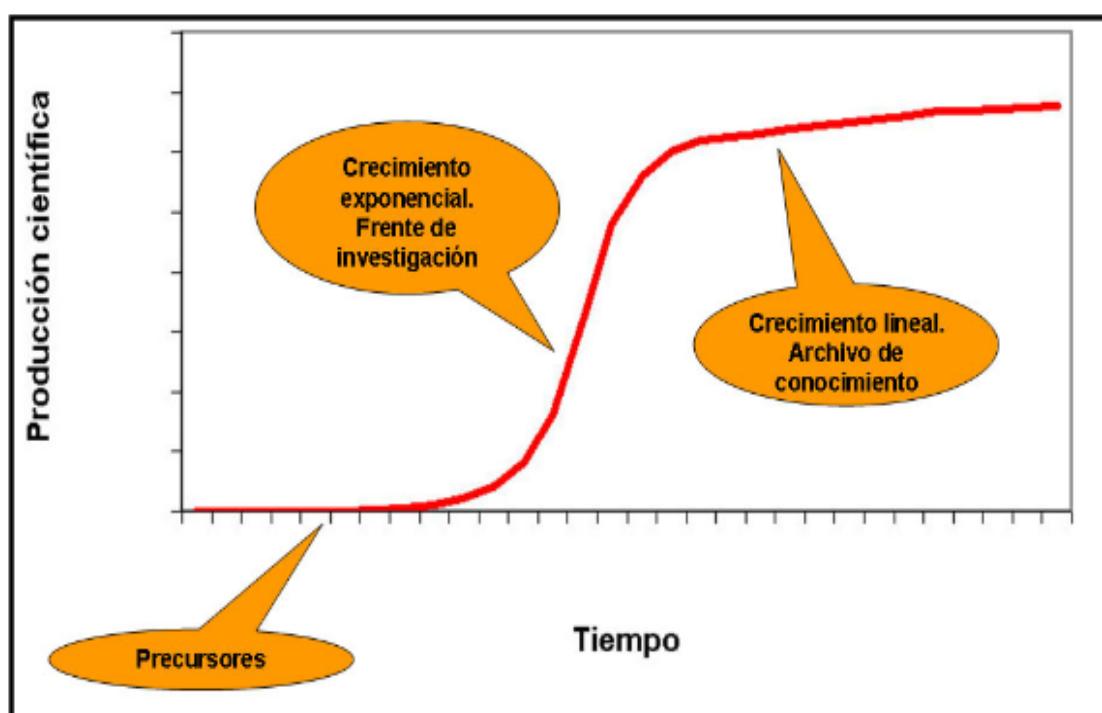 Producción científica
Crecimiento
exponencial.
Frente de
investigación
Crecimiento lineal.
Archivo de
conocimiento
Precursores
Tiempo